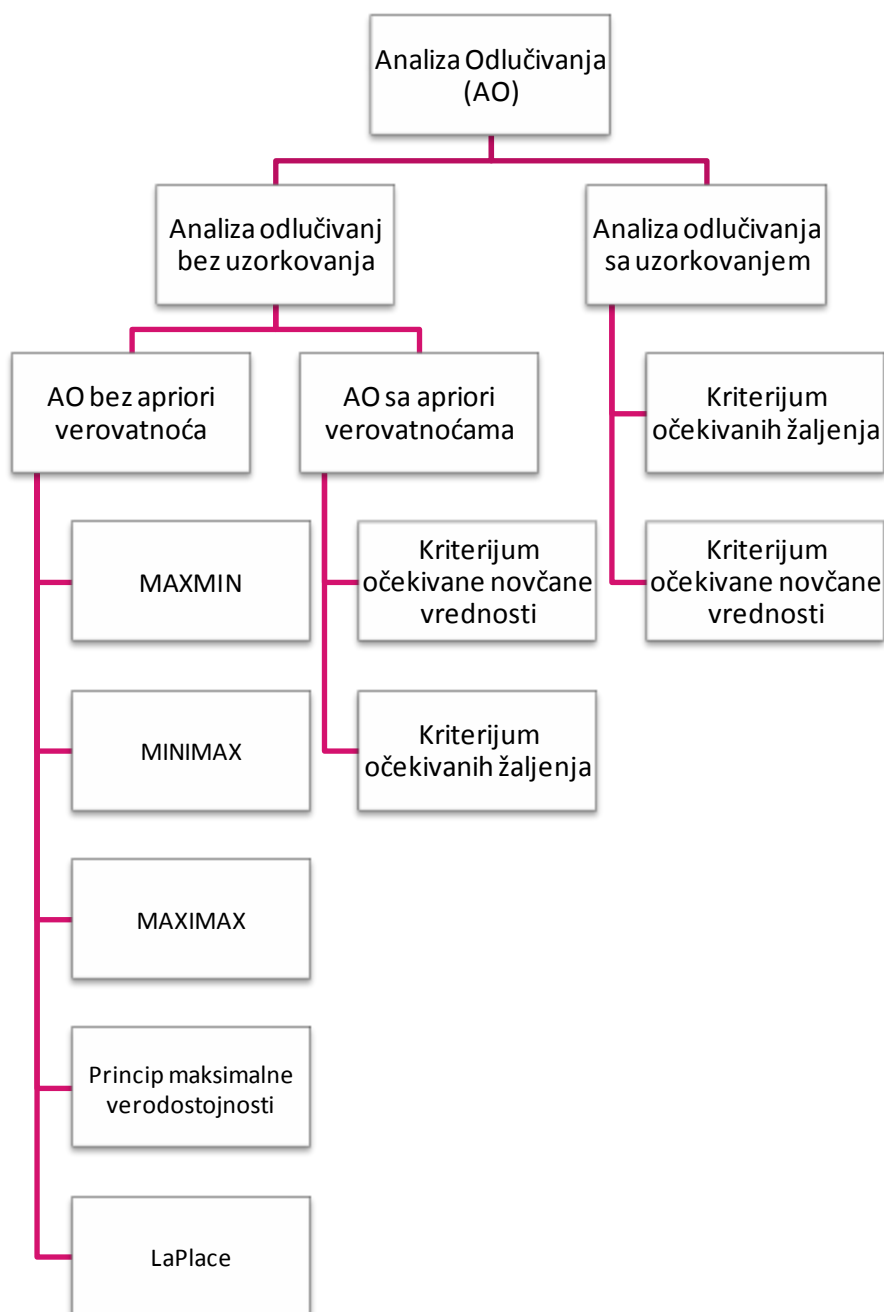 Analiza Odlučivanja
(AO)
Analiza odlučivanj
bez uzorkovanja
Analiza odlučivanja
sa uzorkovanjem
AO bez apriori
verovatnoća
AO sa apriori
verovatnoćama
Kriterijum
očekivanih žaljenja
MAXMIN
Kriterijum
očekivane novčane
vrednosti
Kriterijum
očekivane novčane
vrednosti
MINIMAX
Kriterijum
očekivanih žaljenja
MAXIMAX
Princip maksimalne
verodostojnosti
LaPlace